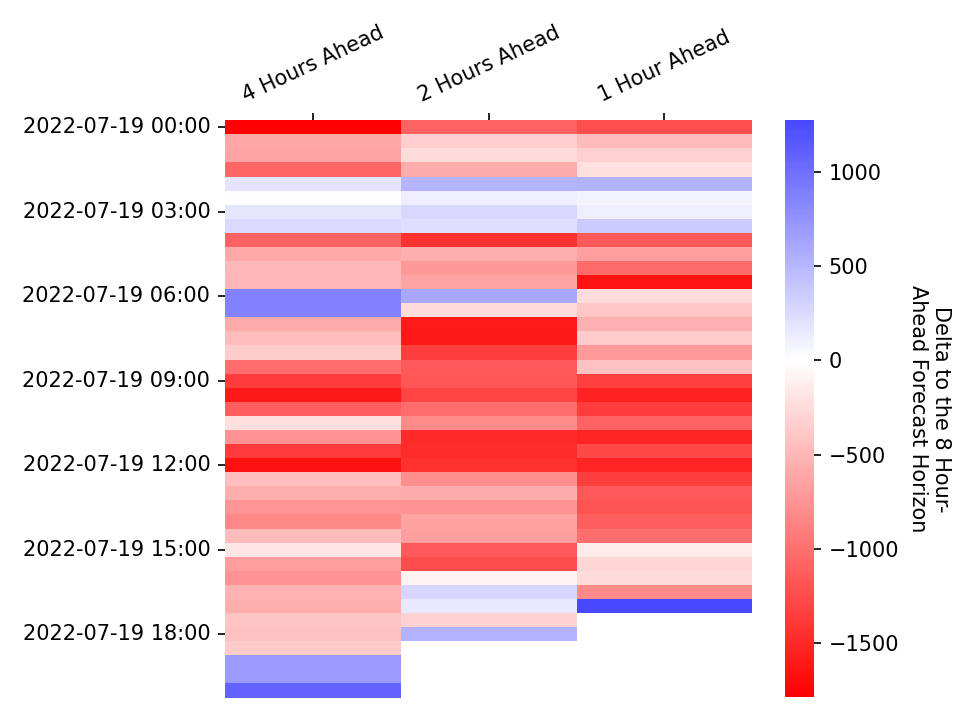 4 Hours Ahead
2 Hours Ahead
1 Hour Ahead
2022-07-19 00:00
2022-07-19 03:00
2022-07-19 06:00
2022-07-19 09:00
2022-07-19 12:00
2022-07-19 15:00
2022-07-19 18:00
1000
500
0
−500
−1000
−1500
Delta to the 8 Hour-
Ahead Forecast Horizon